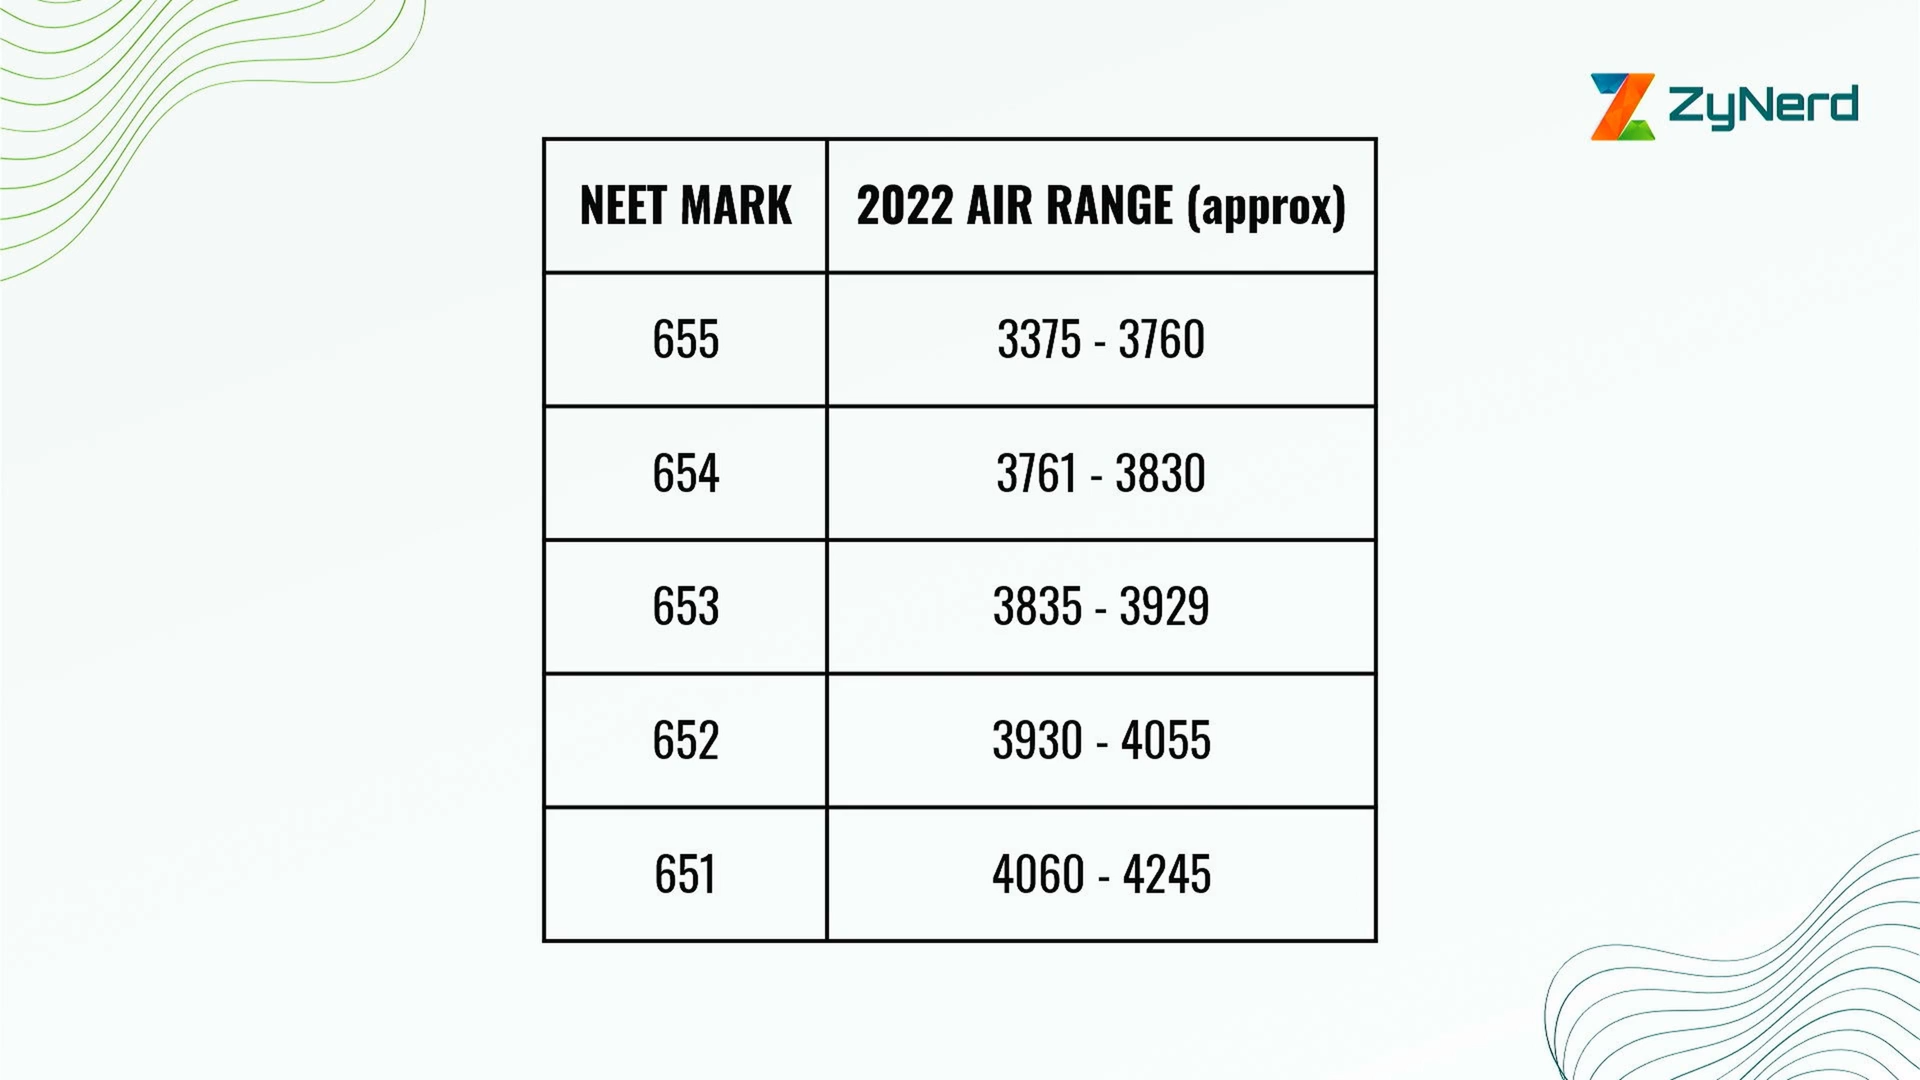 ZyNerd
NEET MARK 2022 AIR RANGE (approx)
655 3375 - 3760
654 3761 - 3830
653 3835 - 3929
652 3930 - 4055
651 4060 - 4245